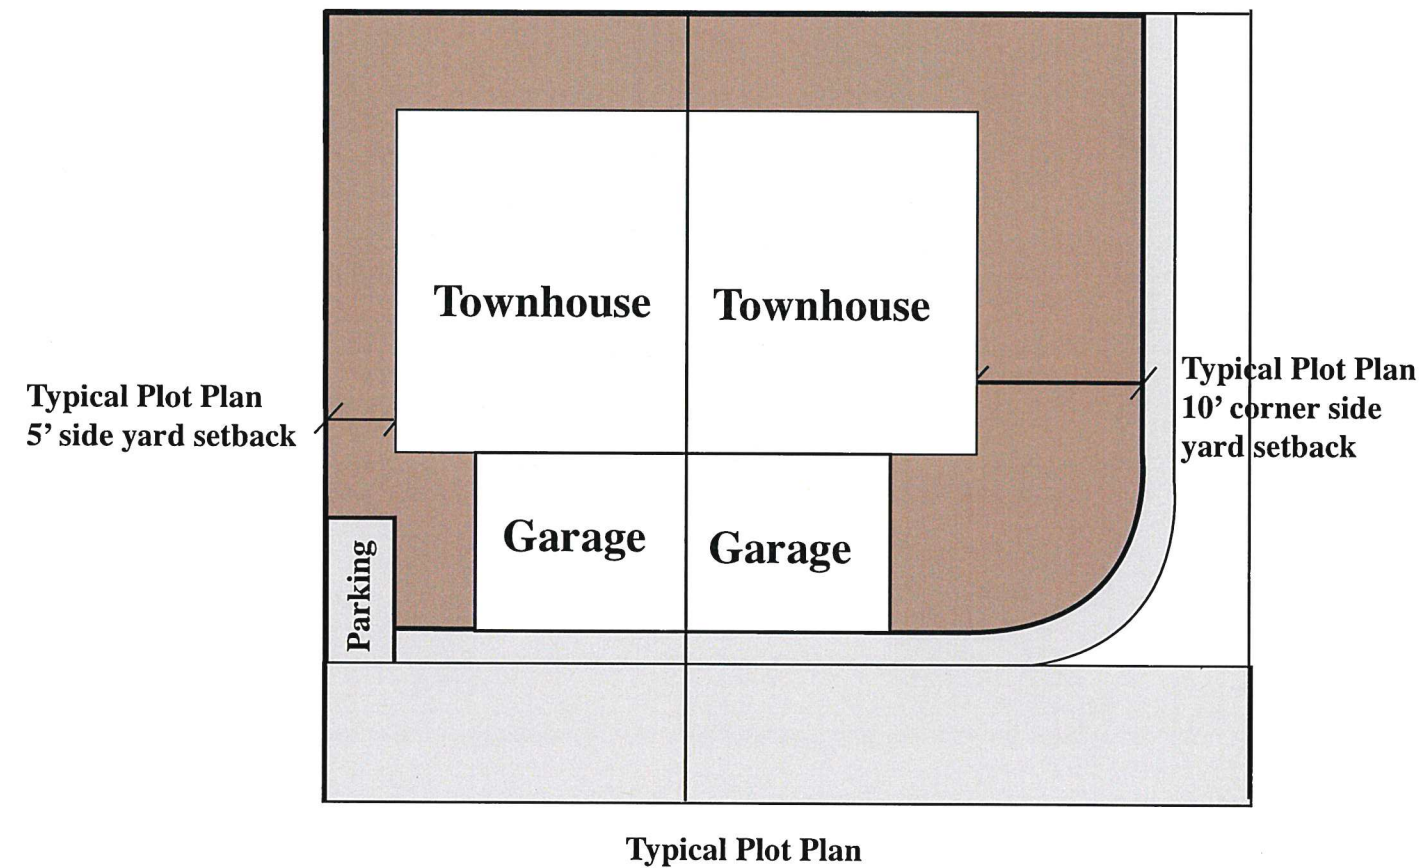 Townhouse
Townhouse
Typical Plot Plan
5’ side yard setback
Typical Plot Plan
10’ corner side
yard setback
Garage
Garage
Parking
Typical Plot Plan